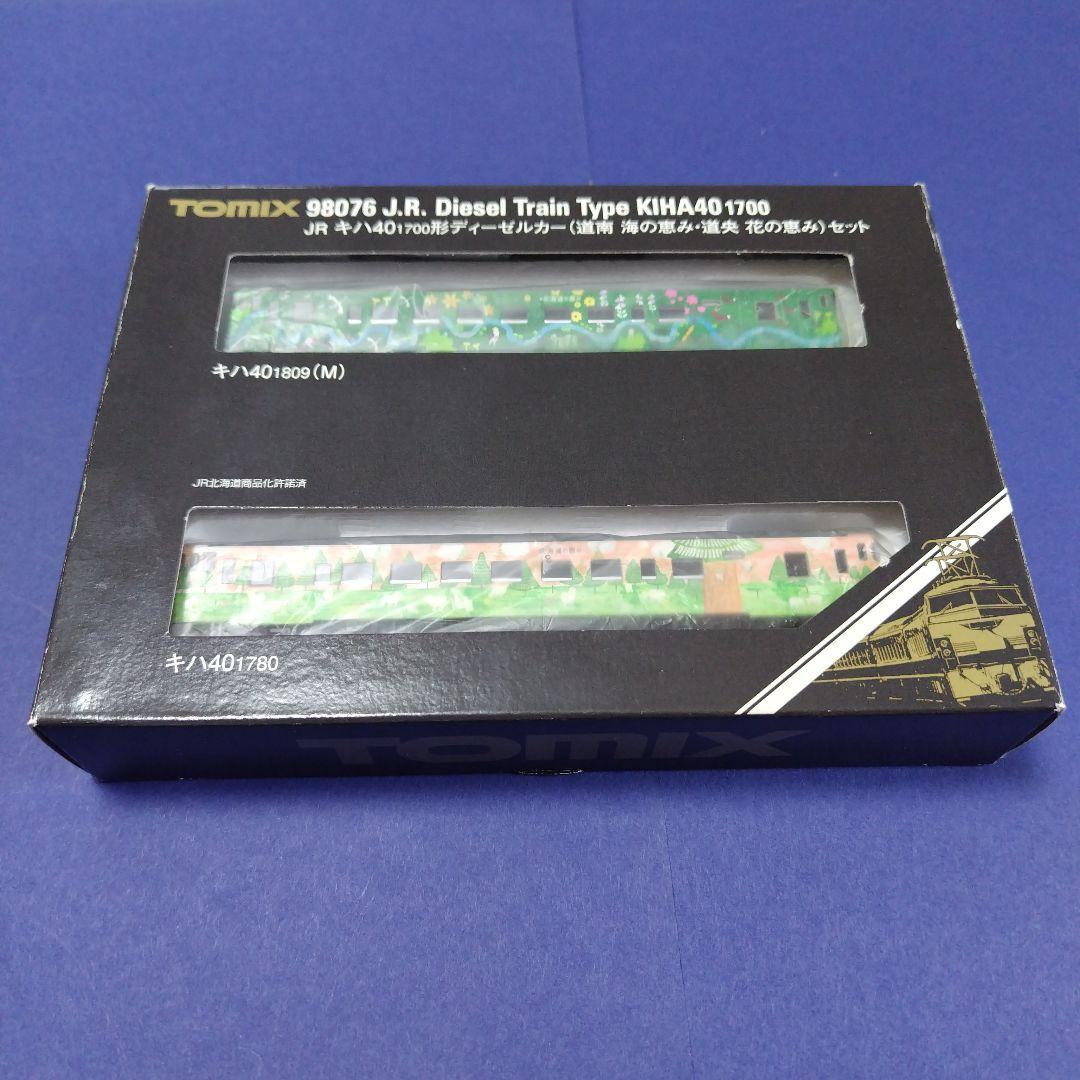 TOMIX 98076 J.R. Diesel Train Type KIHA40 1700
JR キハ40 1700形ディーゼルカー(道南 海の恵み・道央 花の恵み)セット
キハ40 1809(M)
JR北海道商品化許諾済
キハ40 1780
TOMIX